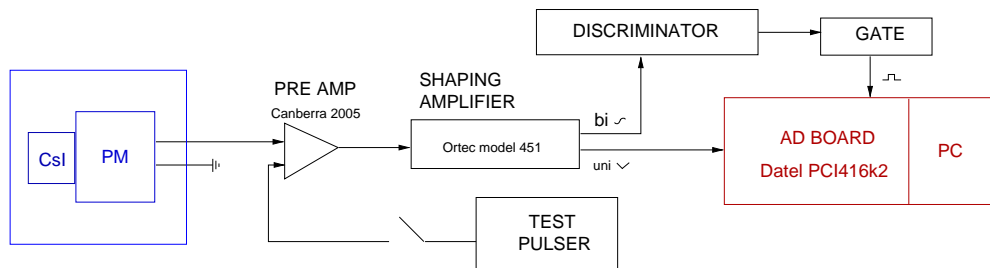 DISCRIMINATOR
GATE
PRE AMP
Canberra 2005
SHAPING
AMPLIFIER
CsI
PM
Ortec model 451
bi
uni
AD BOARD
Datel PCI416k2
PC
TEST
PULSER